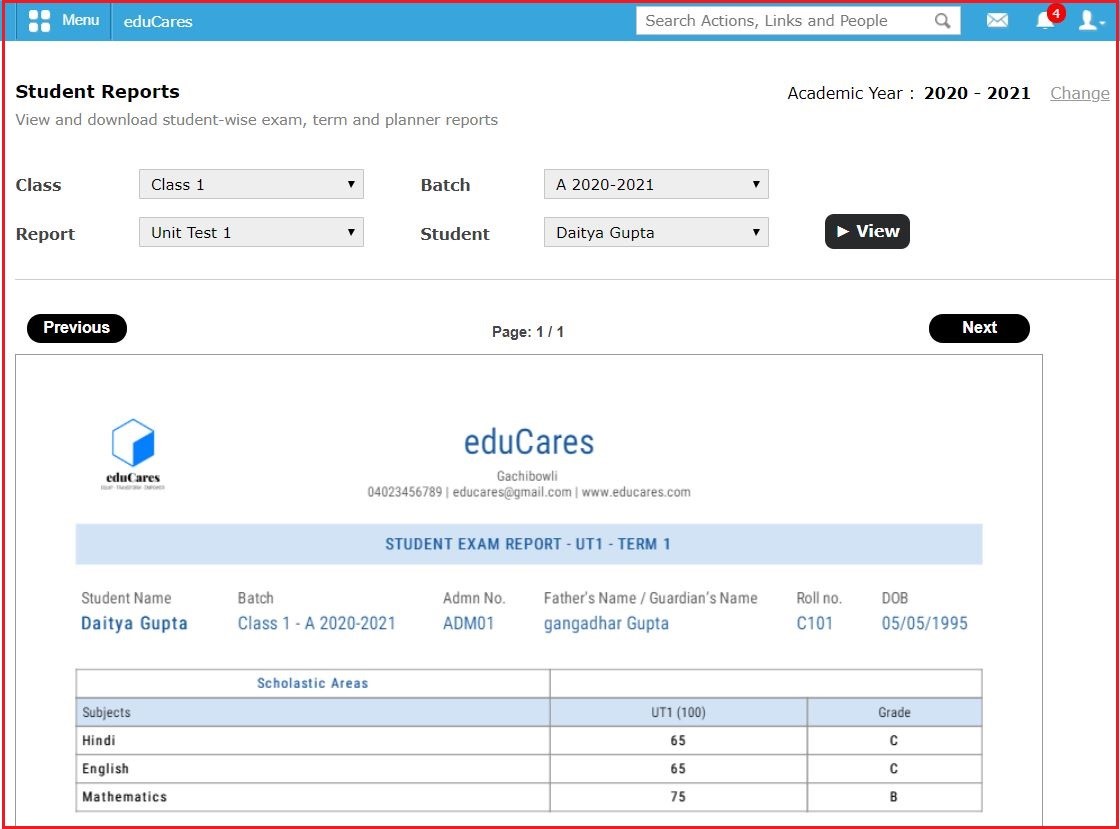 Menu eduCares Search Actions, Links and People 4
Student Reports Academic Year : 2020 - 2021 Change
View and download student-wise exam, term and planner reports
Class Class 1 Batch A 2020-2021
Report Unit Test 1 Student Daitya Gupta View
Previous Page: 1 / 1 Next
eduCares
eduCares
Gachibowli
04023456789 | educares@gmail.com | www.educares.com
STUDENT EXAM REPORT - UT1 - TERM 1
Student Name Batch Admn No. Father's Name / Guardian's Name Roll no. DOB
Daitya Gupta Class 1 - A 2020-2021 ADM01 gangadhar Gupta C101 05/05/1995
Scholastic Areas
Subjects UT1 (100) Grade
Hindi 65 C
English 65 C
Mathematics 75 B